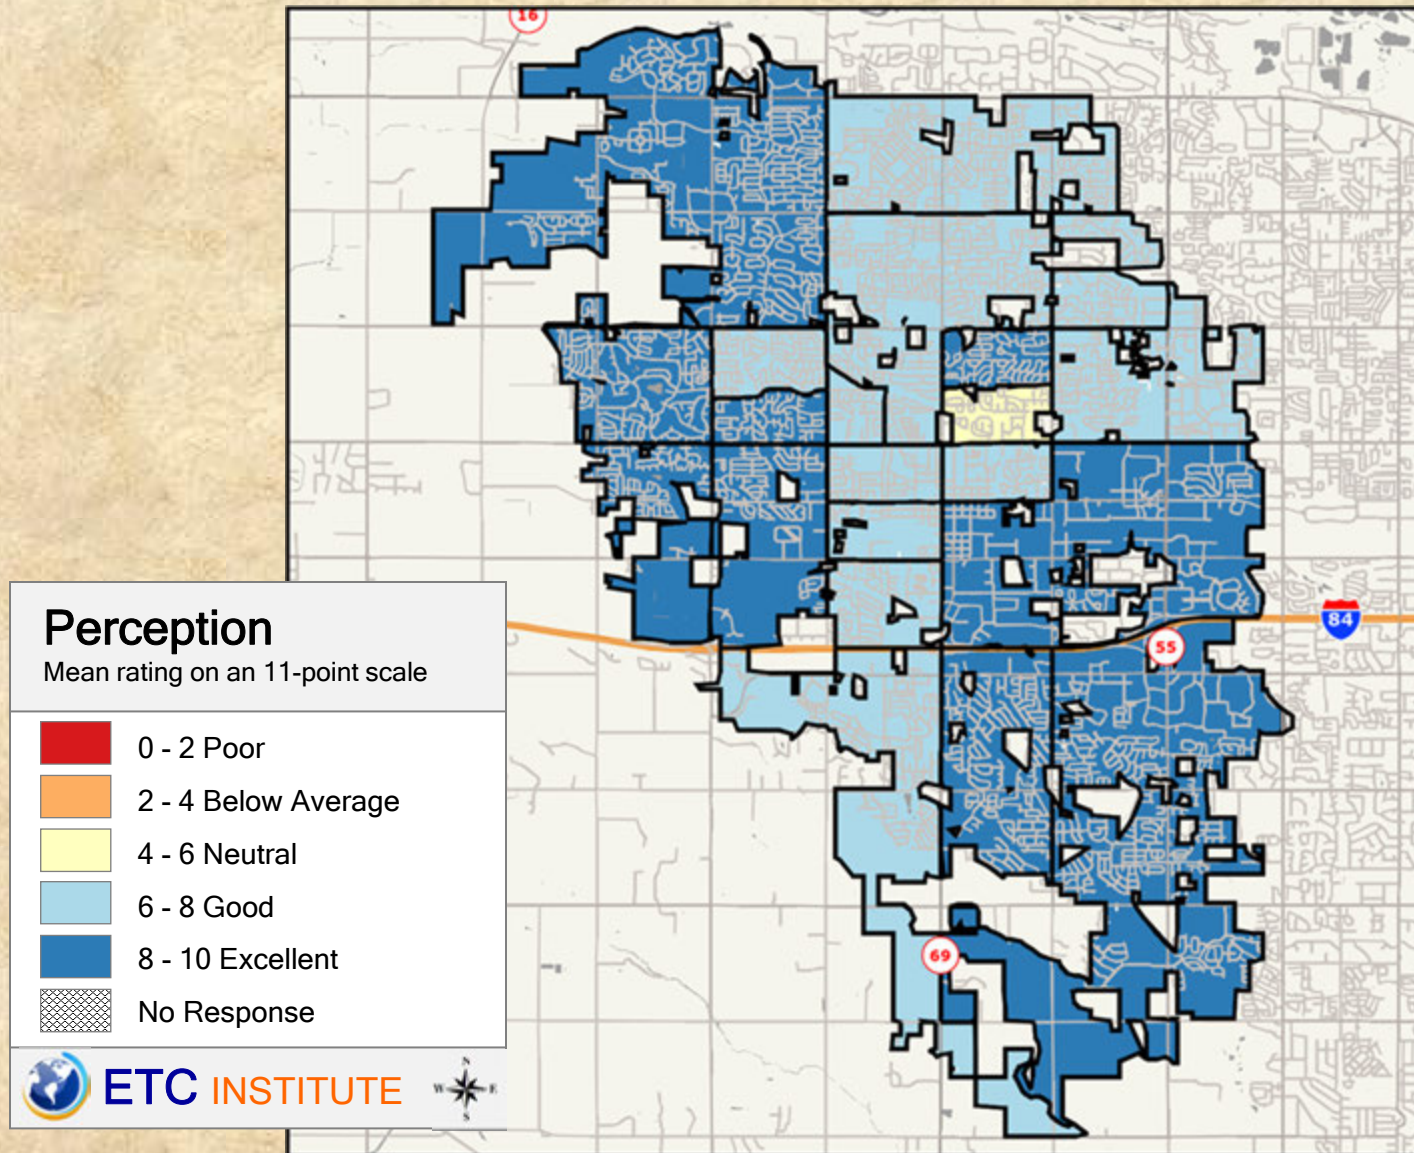 16
84
55
69
Perception
Mean rating on an 11-point scale
0 - 2 Poor
2 - 4 Below Average
4 - 6 Neutral
6 - 8 Good
8 - 10 Excellent
No Response
ETC INSTITUTE
N
W E
S